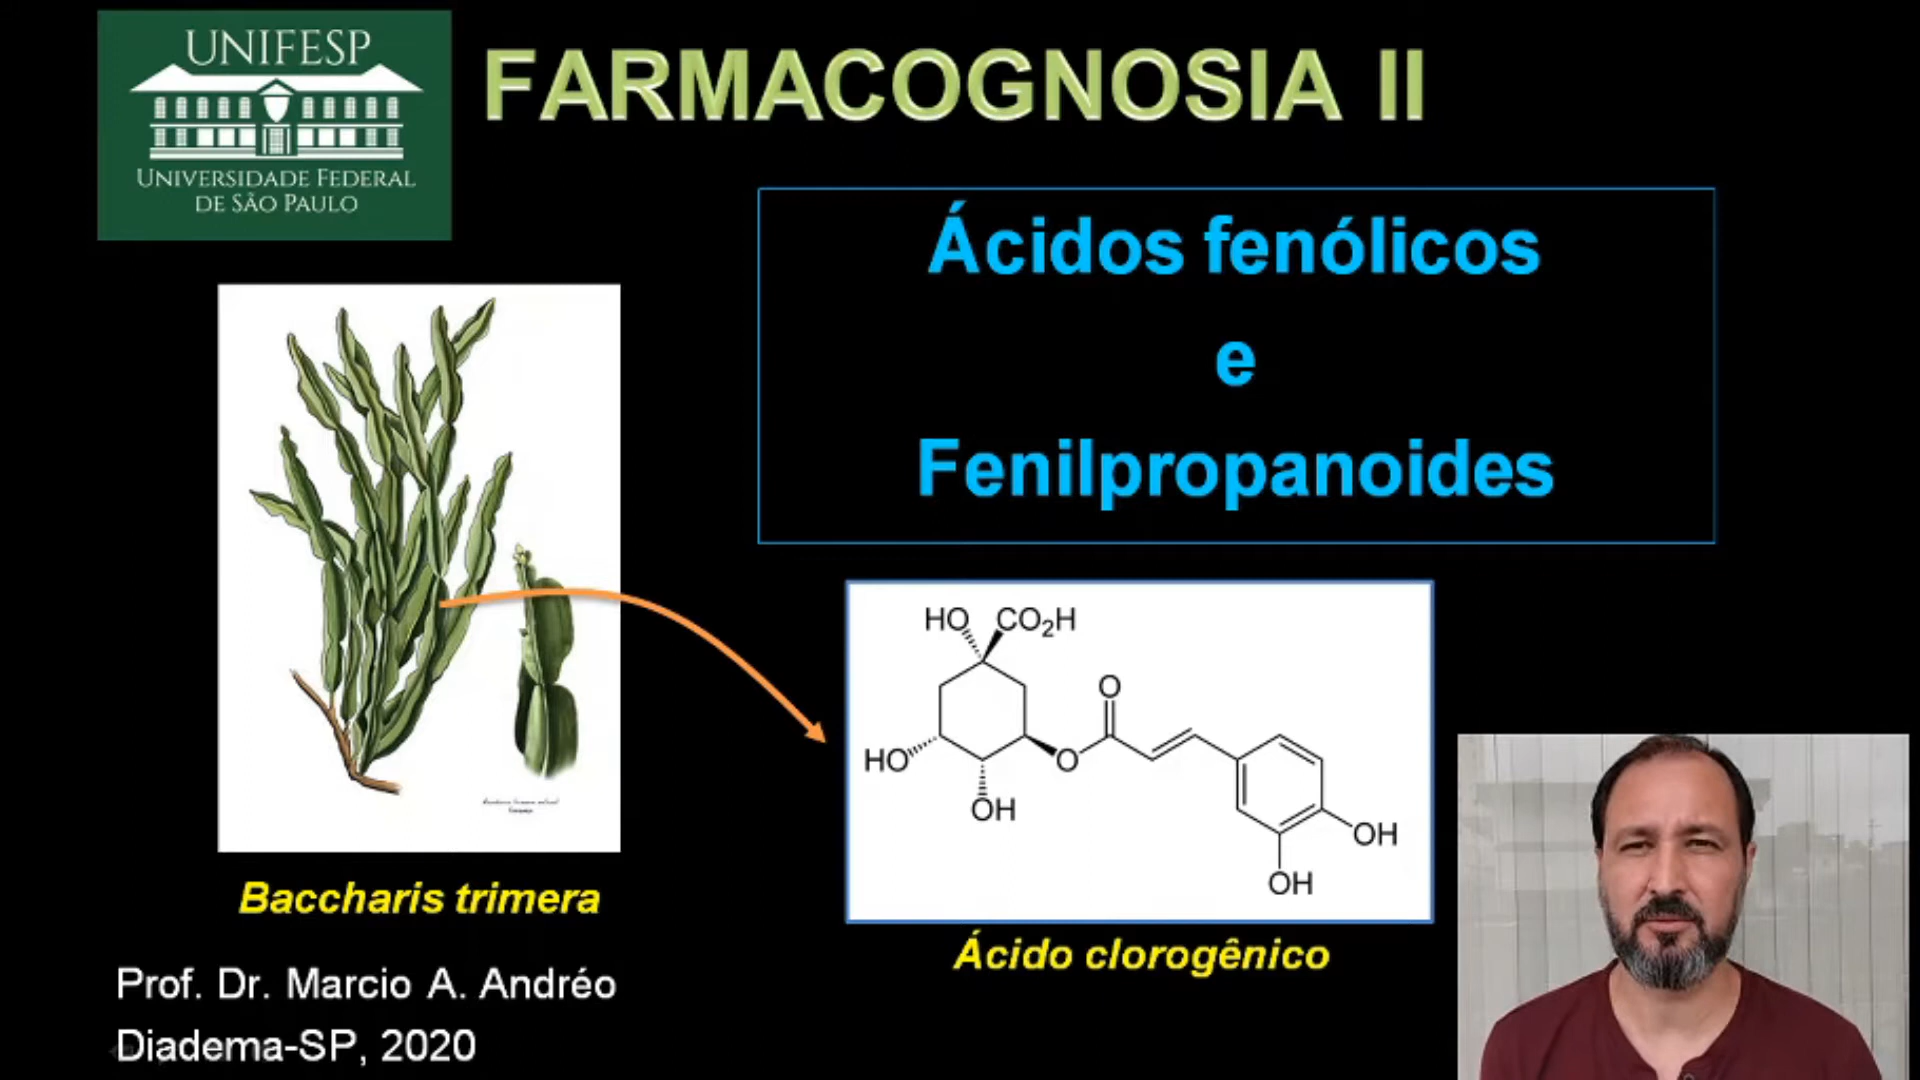 UNIFESP
UNIVERSIDADE FEDERAL
DE SÃO PAULO
FARMACOGNOSIA II
Ácidos fenólicos
e
Fenilpropanoides
HO CO₂H
O
HO
O
OH
OH
OH
Baccharis trimera
Ácido clorogênico
Prof. Dr. Marcio A. Andréo
Diadema-SP, 2020